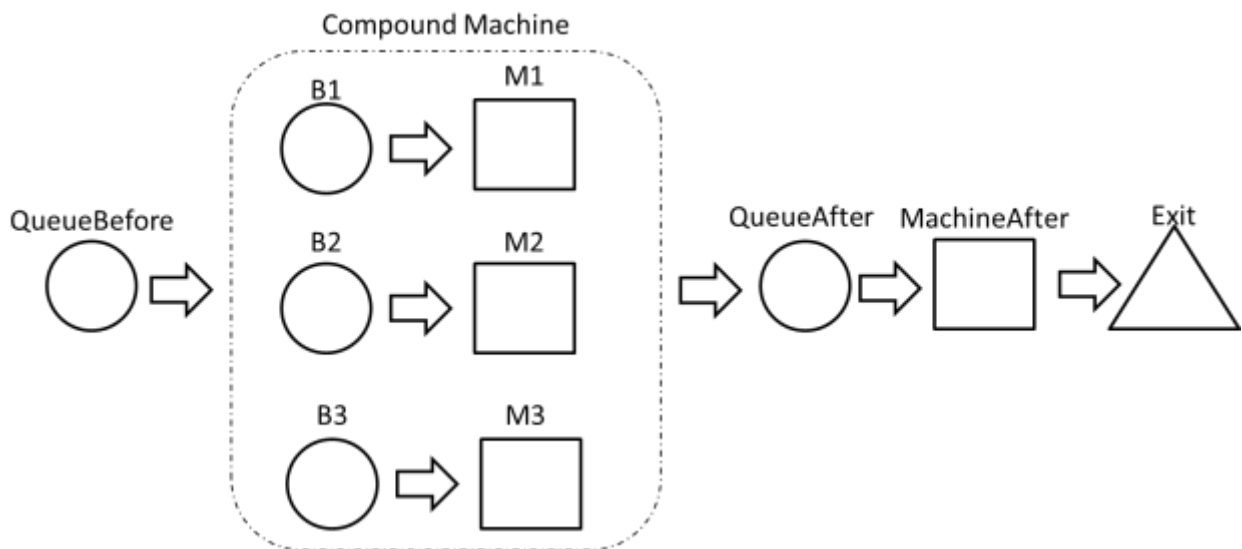 Compound Machine
B1
M1
QueueBefore
B2
M2
QueueAfter
MachineAfter
Exit
B3
M3